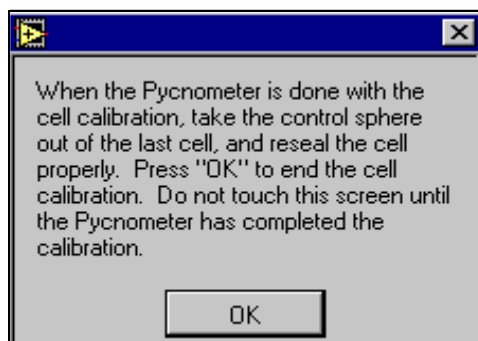 When the Pycnometer is done with the
cell calibration, take the control sphere
out of the last cell, and reseal the cell
properly.  Press "OK" to end the cell
calibration.  Do not touch this screen until
the Pycnometer has completed the
calibration.
OK